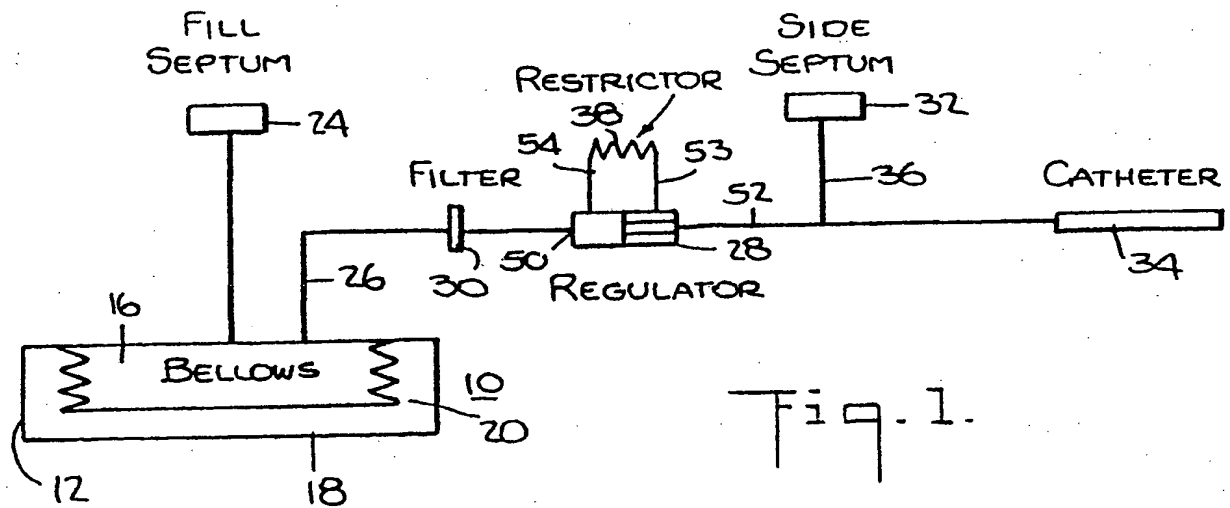 FILL
SEPTUM
24
SIDE
SEPTUM
32
RESTRICTOR
38
54
53
FILTER
36
CATHETER
52
50
28
30
REGULATOR
34
26
16
BELLOWS
10
20
12
18
Fig. 1.